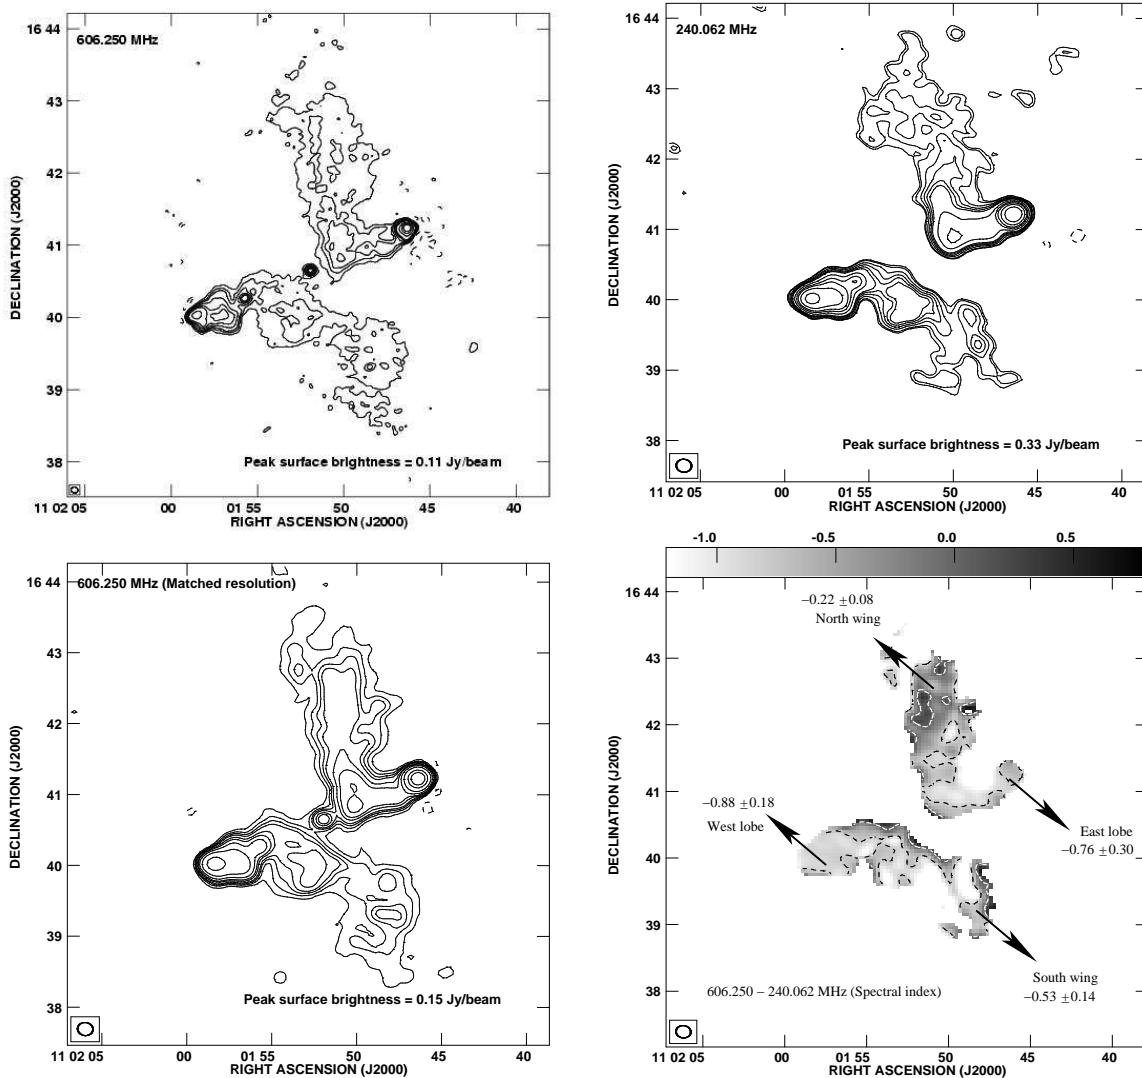 606.250 MHz
16 44
43
42
41
40
39
38
DECLINATION (J2000)
Peak surface brightness = 0.11 Jy/beam
11 02 05
00
01 55
50
45
40
RIGHT ASCENSION (J2000)
240.062 MHz
16 44
43
42
41
40
39
38
DECLINATION (J2000)
Peak surface brightness = 0.33 Jy/beam
11 02 05
00
01 55
50
45
40
RIGHT ASCENSION (J2000)
606.250 MHz (Matched resolution)
16 44
43
42
41
40
39
38
DECLINATION (J2000)
Peak surface brightness = 0.15 Jy/beam
11 02 05
00
01 55
50
45
40
RIGHT ASCENSION (J2000)
-1.0
-0.5
0.0
0.5
16 44
43
42
41
40
39
38
DECLINATION (J2000)
−0.22 ±0.08
North wing
−0.88 ±0.18
West lobe
East lobe
−0.76 ±0.30
South wing
−0.53 ±0.14
606.250 − 240.062 MHz (Spectral index)
11 02 05
00
01 55
50
45
40
RIGHT ASCENSION (J2000)